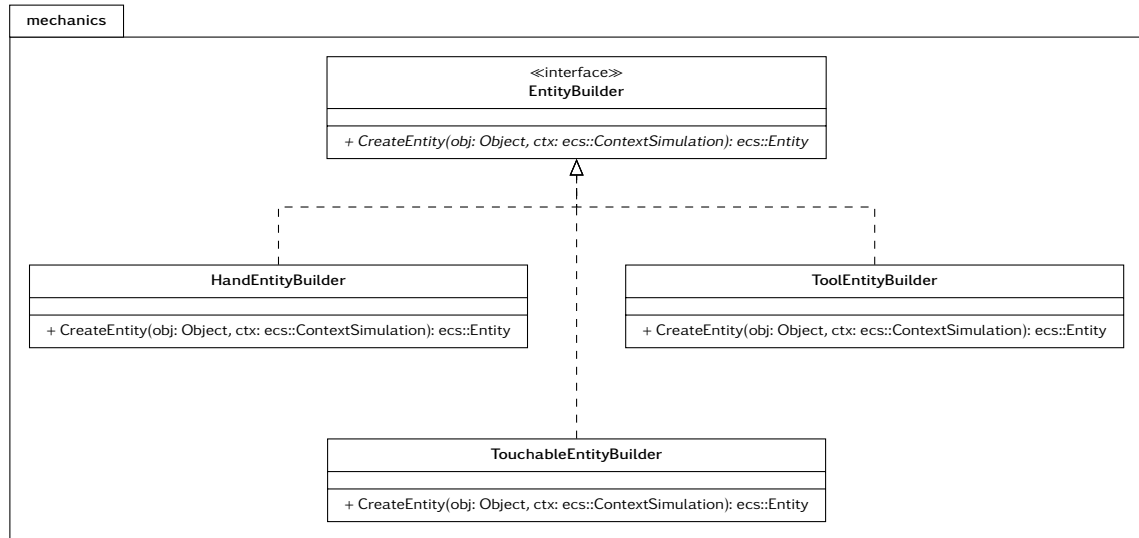 mechanics
≪interface≫
EntityBuilder
+ CreateEntity(obj: Object, ctx: ecs::ContextSimulation): ecs::Entity
HandEntityBuilder
+ CreateEntity(obj: Object, ctx: ecs::ContextSimulation): ecs::Entity
ToolEntityBuilder
+ CreateEntity(obj: Object, ctx: ecs::ContextSimulation): ecs::Entity
TouchableEntityBuilder
+ CreateEntity(obj: Object, ctx: ecs::ContextSimulation): ecs::Entity